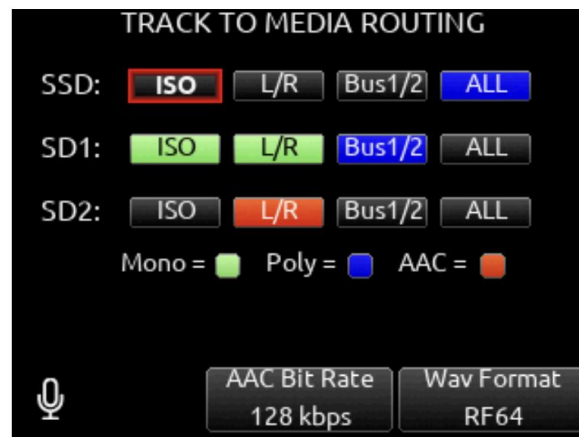 TRACK TO MEDIA ROUTING
SSD: ISO L/R Bus1/2 ALL
SD1: ISO L/R Bus1/2 ALL
SD2: ISO L/R Bus1/2 ALL
Mono = Poly = AAC =
AAC Bit Rate Wav Format
128 kbps RF64